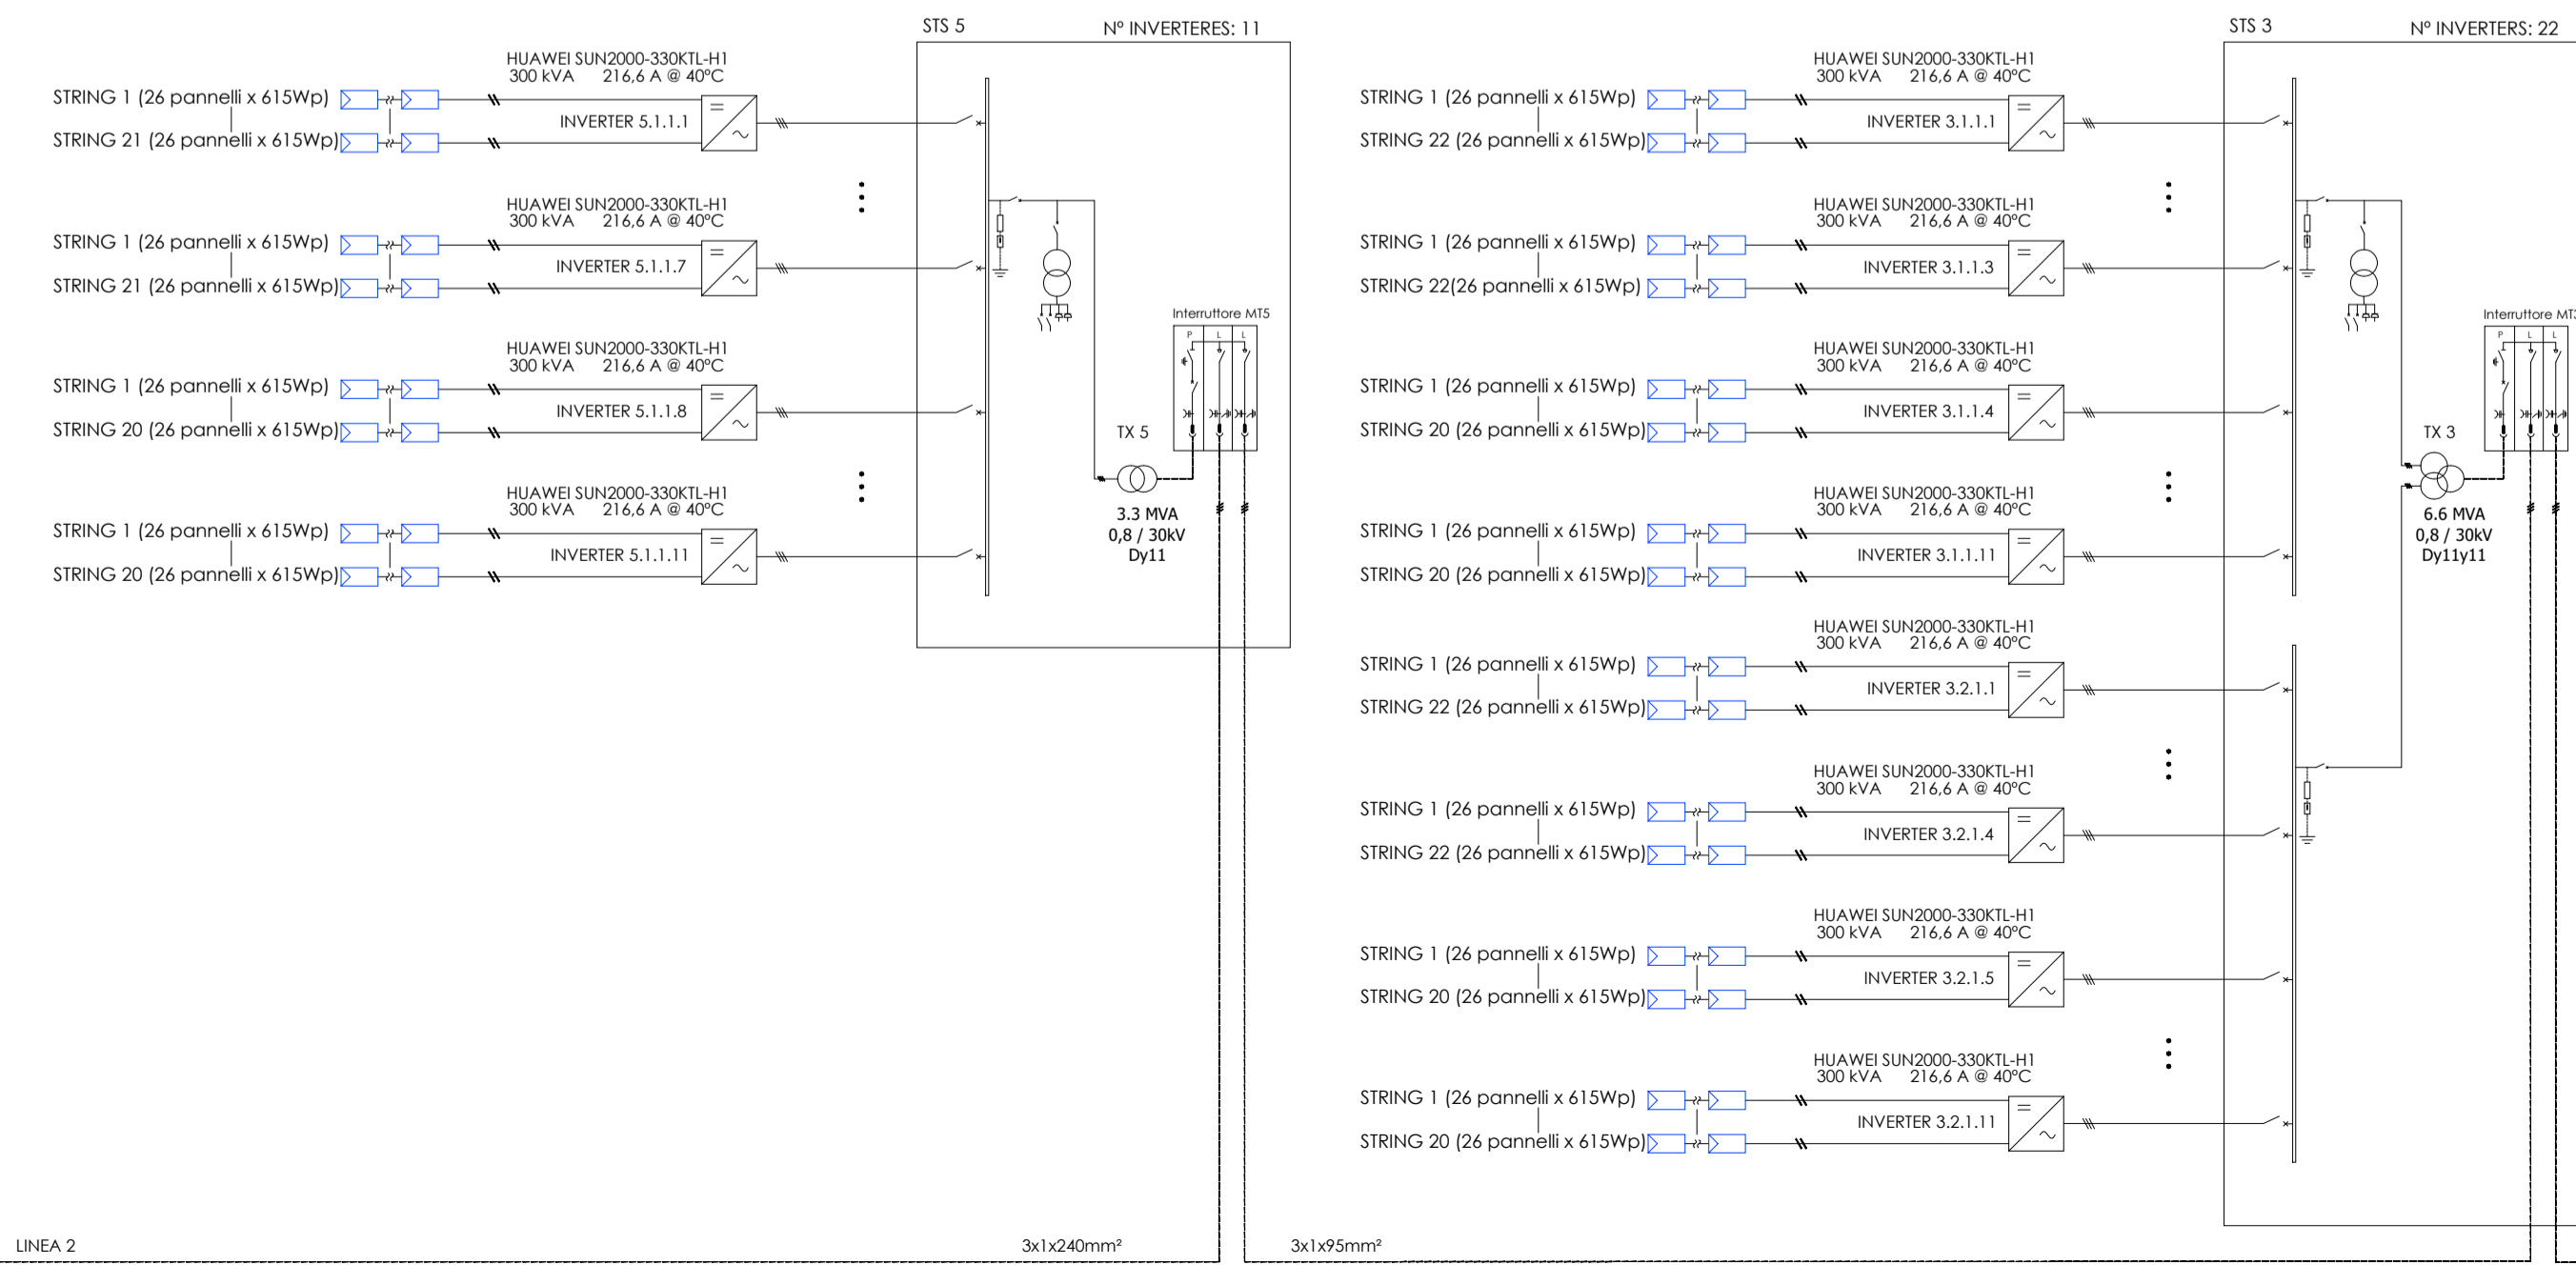 STS 5
Nº INVERTERES: 11
HUAWEI SUN2000-330KTL-H1
300 kVA 216,6 A @ 40ºC
STRING 1 (26 pannelli x 615Wp)
INVERTER 5.1.1.1
STRING 21 (26 pannelli x 615Wp)
HUAWEI SUN2000-330KTL-H1
300 kVA 216,6 A @ 40ºC
STRING 1 (26 pannelli x 615Wp)
INVERTER 5.1.1.7
STRING 21 (26 pannelli x 615Wp)
HUAWEI SUN2000-330KTL-H1
300 kVA 216,6 A @ 40ºC
STRING 1 (26 pannelli x 615Wp)
INVERTER 5.1.1.8
STRING 20 (26 pannelli x 615Wp)
HUAWEI SUN2000-330KTL-H1
300 kVA 216,6 A @ 40ºC
STRING 1 (26 pannelli x 615Wp)
INVERTER 5.1.1.11
STRING 20 (26 pannelli x 615Wp)
Interruttore MT5
P L L
TX 5
3.3 MVA
0,8 / 30kV
Dy11
STS 3
Nº INVERTERS: 22
HUAWEI SUN2000-330KTL-H1
300 kVA 216,6 A @ 40ºC
STRING 1 (26 pannelli x 615Wp)
INVERTER 3.1.1.1
STRING 22 (26 pannelli x 615Wp)
HUAWEI SUN2000-330KTL-H1
300 kVA 216,6 A @ 40ºC
STRING 1 (26 pannelli x 615Wp)
INVERTER 3.1.1.3
STRING 22(26 pannelli x 615Wp)
HUAWEI SUN2000-330KTL-H1
300 kVA 216,6 A @ 40ºC
STRING 1 (26 pannelli x 615Wp)
INVERTER 3.1.1.4
STRING 20 (26 pannelli x 615Wp)
HUAWEI SUN2000-330KTL-H1
300 kVA 216,6 A @ 40ºC
STRING 1 (26 pannelli x 615Wp)
INVERTER 3.1.1.11
STRING 20 (26 pannelli x 615Wp)
HUAWEI SUN2000-330KTL-H1
300 kVA 216,6 A @ 40ºC
STRING 1 (26 pannelli x 615Wp)
INVERTER 3.2.1.1
STRING 22 (26 pannelli x 615Wp)
HUAWEI SUN2000-330KTL-H1
300 kVA 216,6 A @ 40ºC
STRING 1 (26 pannelli x 615Wp)
INVERTER 3.2.1.4
STRING 22 (26 pannelli x 615Wp)
HUAWEI SUN2000-330KTL-H1
300 kVA 216,6 A @ 40ºC
STRING 1 (26 pannelli x 615Wp)
INVERTER 3.2.1.5
STRING 20 (26 pannelli x 615Wp)
HUAWEI SUN2000-330KTL-H1
300 kVA 216,6 A @ 40ºC
STRING 1 (26 pannelli x 615Wp)
INVERTER 3.2.1.11
STRING 20 (26 pannelli x 615Wp)
Interruttore
P L L
TX 3
6.6 MVA
0,8 / 30kV
Dy11y11
LINEA 2
3x1x240mm²
3x1x95mm²